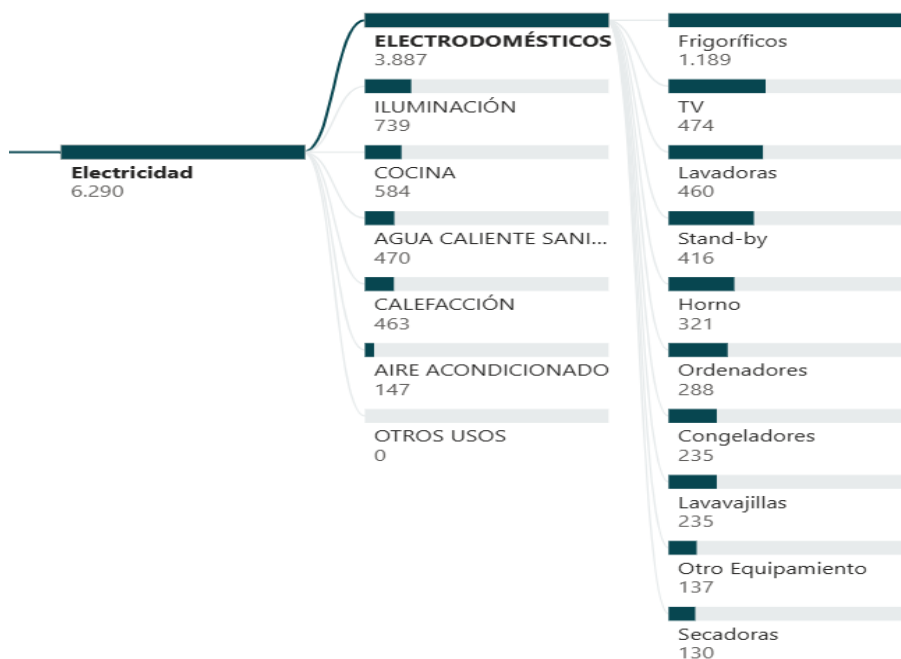 Electricidad
6.290
ELECTRODOMÉSTICOS
3.887
ILUMINACIÓN
739
COCINA
584
AGUA CALIENTE SANI...
470
CALEFACCIÓN
463
AIRE ACONDICIONADO
147
OTROS USOS
0
Frigoríficos
1.189
TV
474
Lavadoras
460
Stand-by
416
Horno
321
Ordenadores
288
Congeladores
235
Lavavajillas
235
Otro Equipamiento
137
Secadoras
130